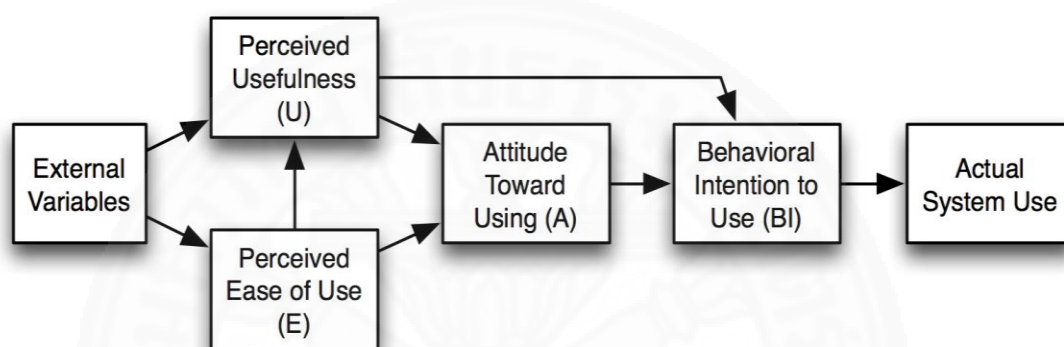 Perceived
Usefulness
(U)
External
Variables
Perceived
Ease of Use
(E)
Attitude
Toward
Using (A)
Behavioral
Intention to
Use (BI)
Actual
System Use